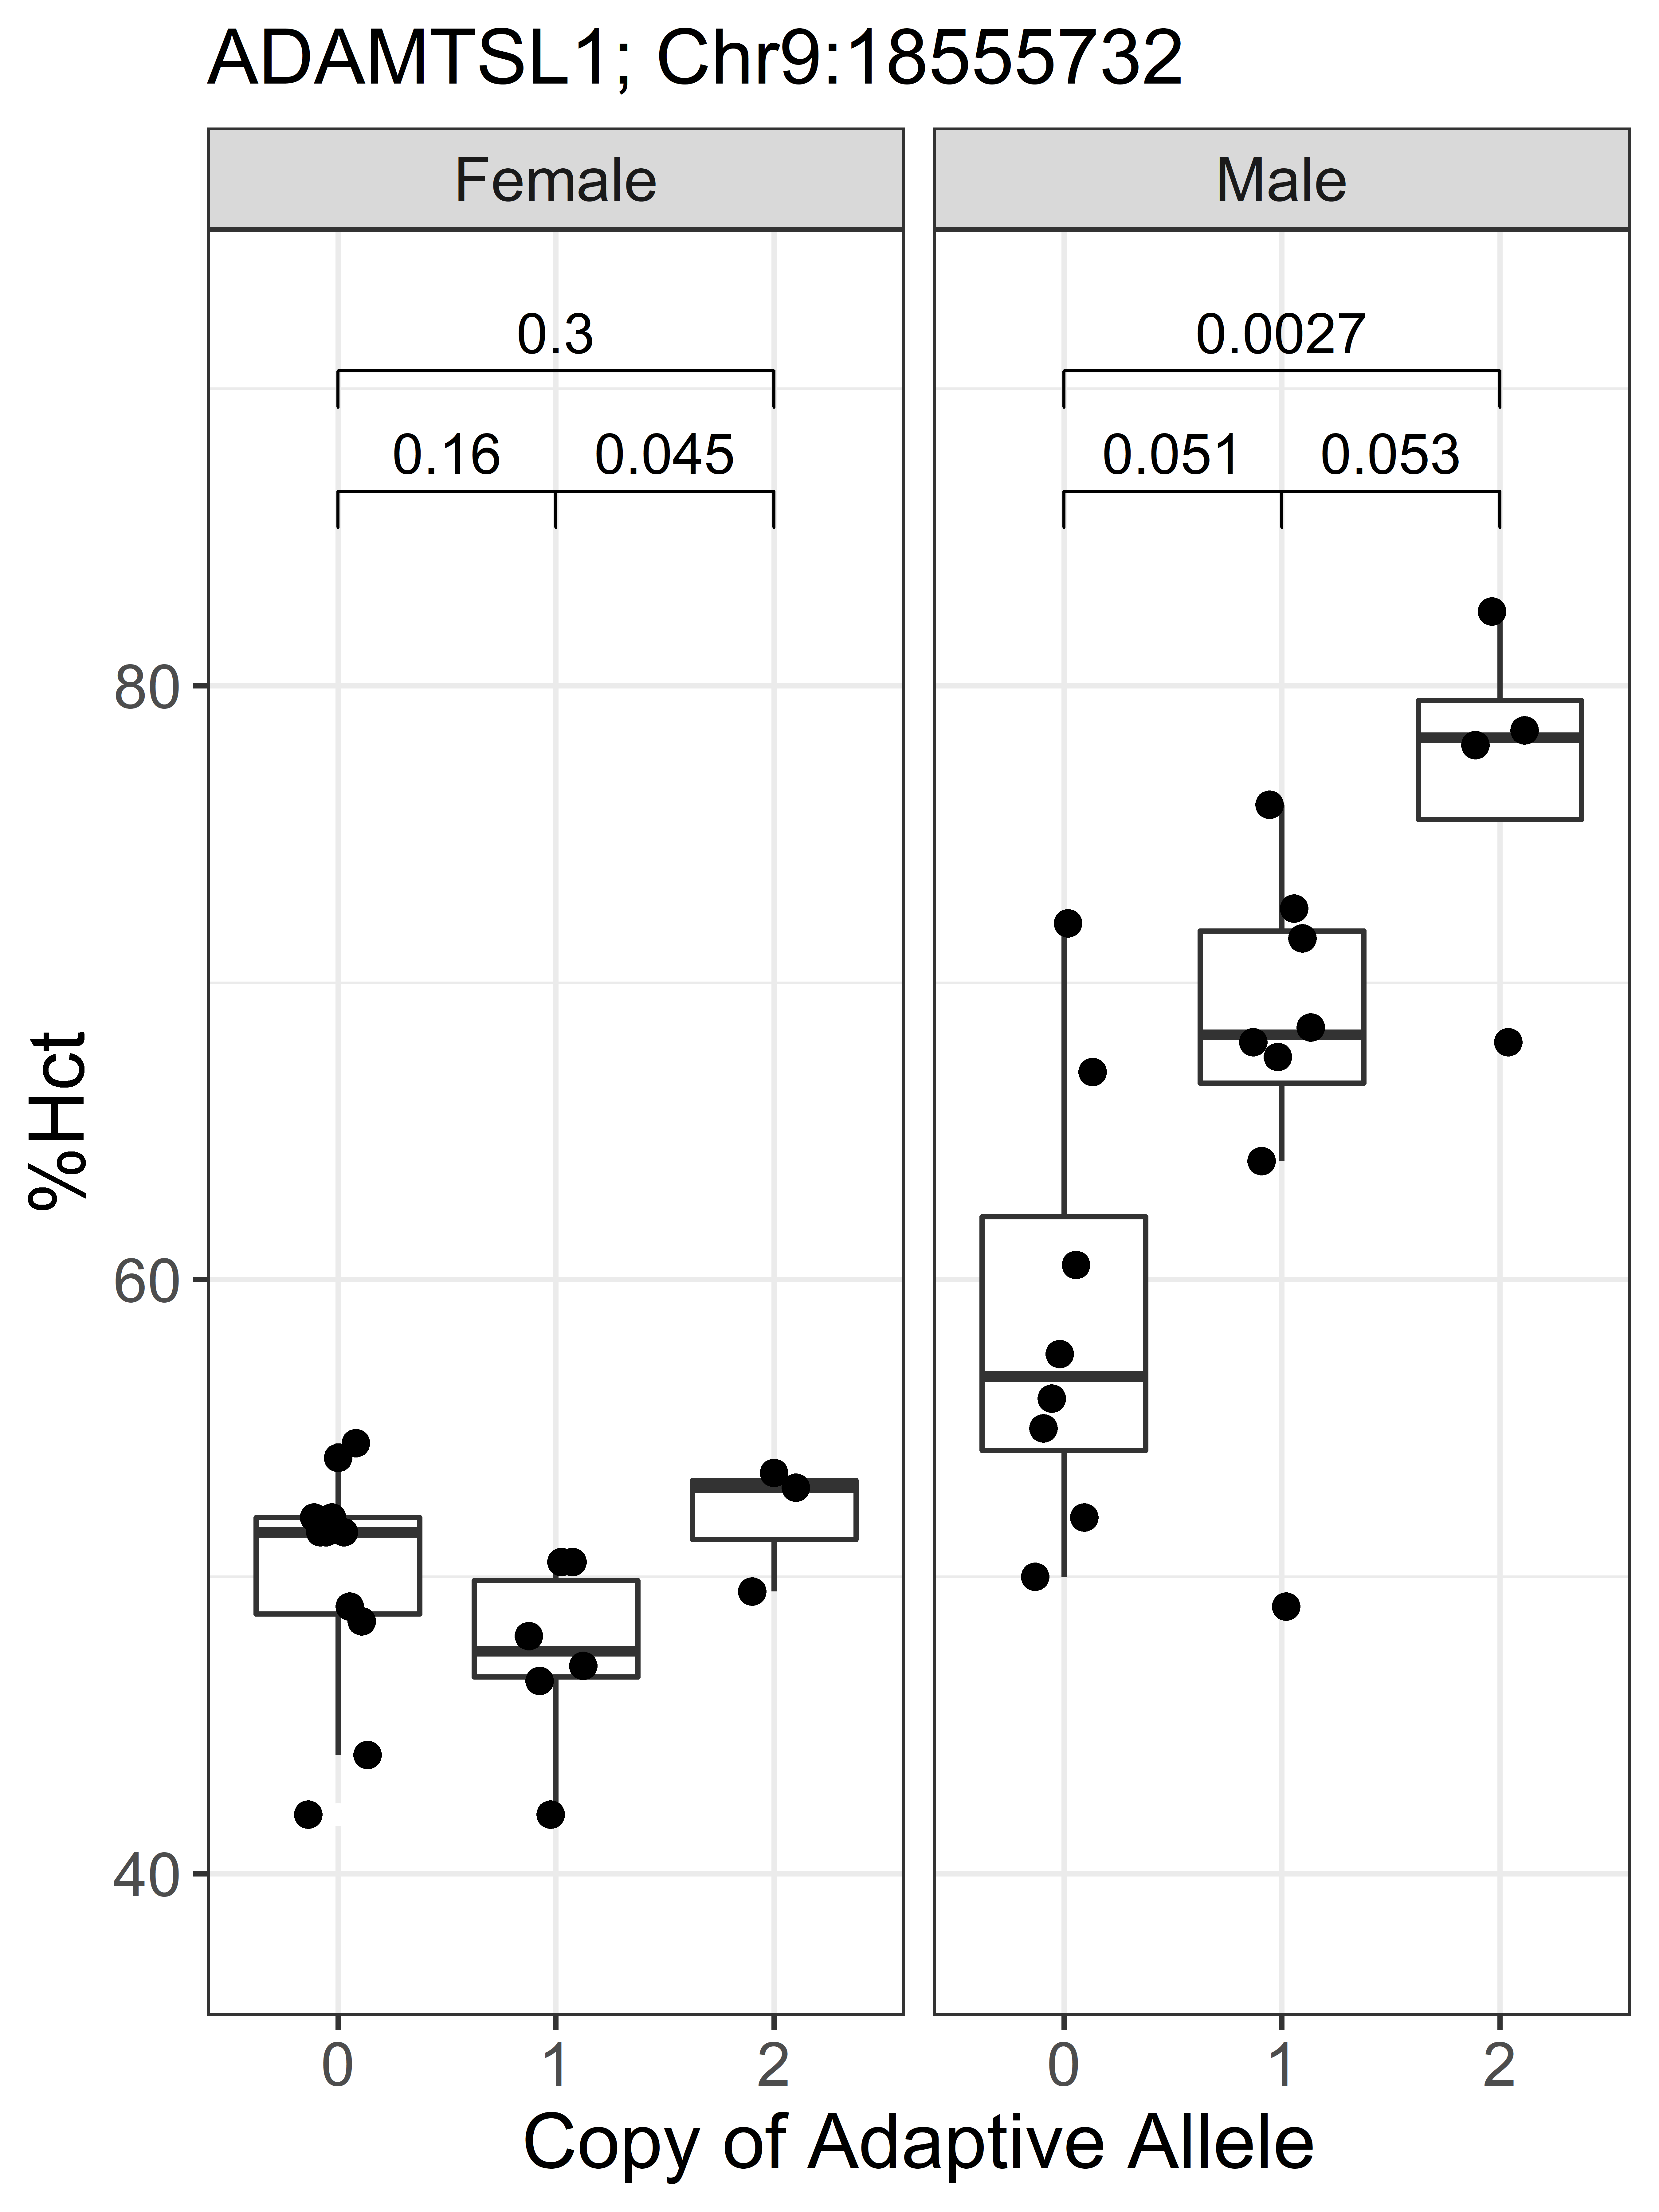 ADAMTSL1; Chr9:18555732
Female
Male
0.3
0.0027
0.16
0.045
0.051
0.053
80
60
40
%Hct
0 1 2
0 1 2
Copy of Adaptive Allele